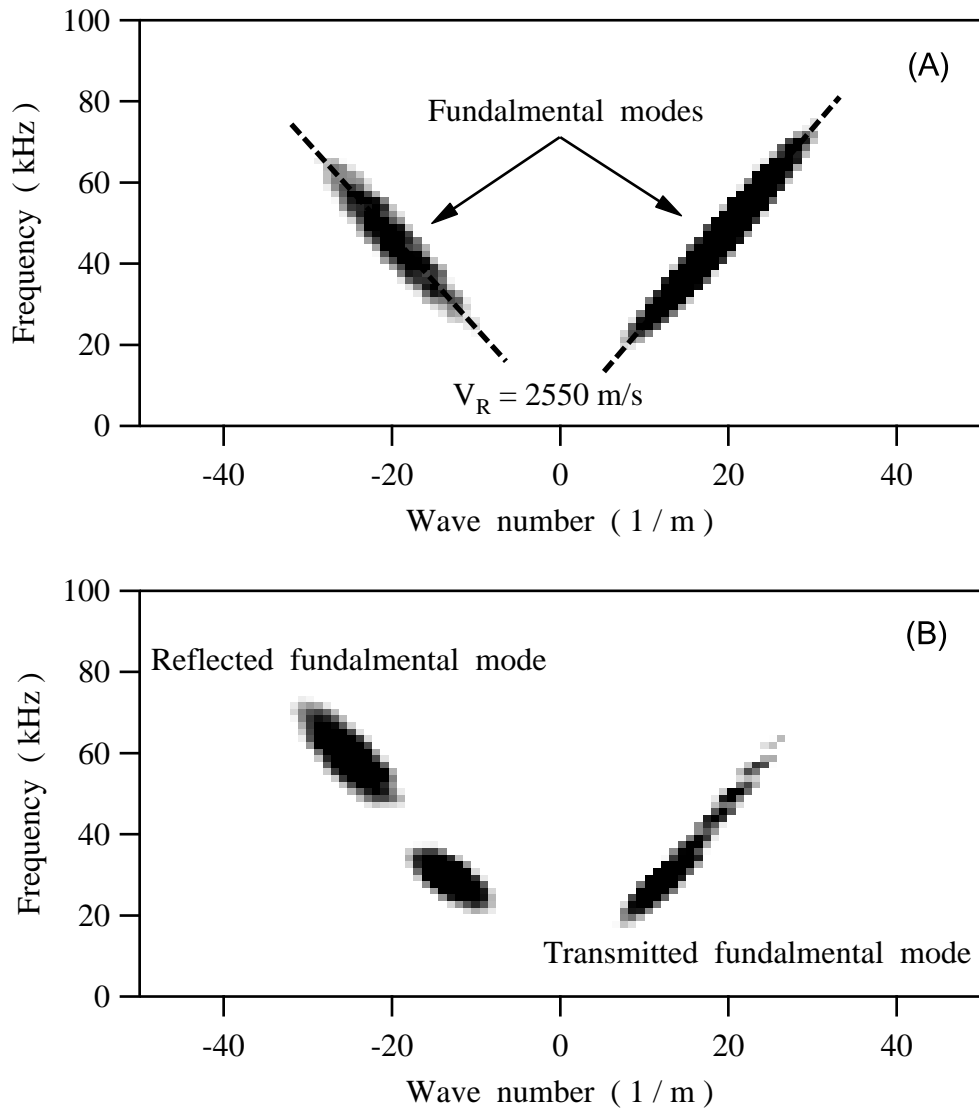 100
(A)
Fundalmental modes
80
60
40
20
0
Frequency ( kHz )
V_R = 2550 m/s
-40 -20 0 20 40
Wave number ( 1 / m )
100
(B)
Reflected fundalmental mode
80
60
40
20
0
Frequency ( kHz )
Transmitted fundalmental mode
-40 -20 0 20 40
Wave number ( 1 / m )